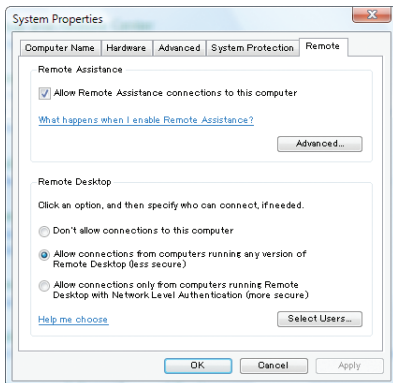 System Properties
Computer Name Hardware Advanced System Protection Remote
Remote Assistance
Allow Remote Assistance connections to this computer
What happens when I enable Remote Assistance?
Advanced...
Remote Desktop
Click an option, and then specify who can connect, if needed.
Don't allow connections to this computer
Allow connections from computers running any version of
Remote Desktop (less secure)
Allow connections only from computers running Remote
Desktop with Network Level Authentication (more secure)
Help me choose
Select Users...
OK Cancel Apply